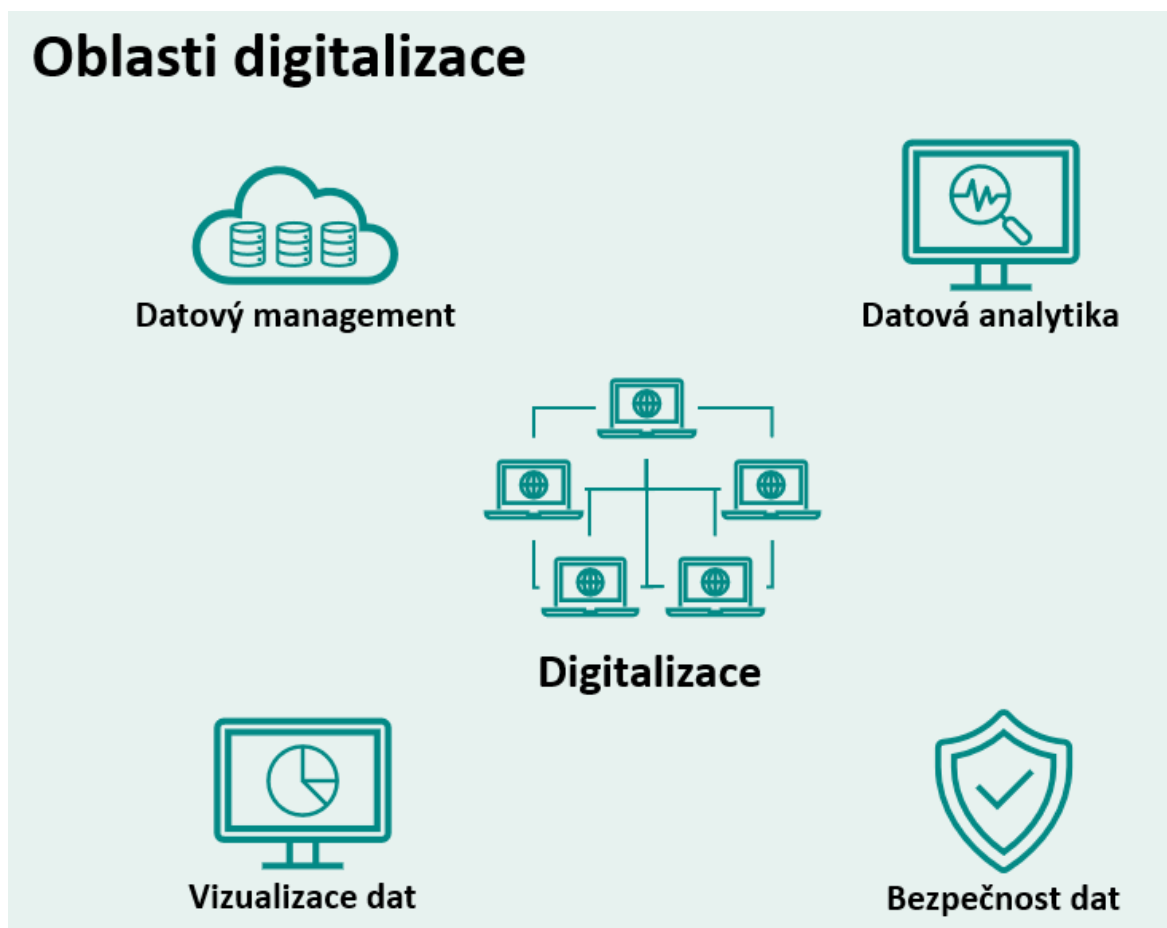 Oblasti digitalizace
Datový management
Datová analytika
Digitalizace
Vizualizace dat
Bezpečnost dat